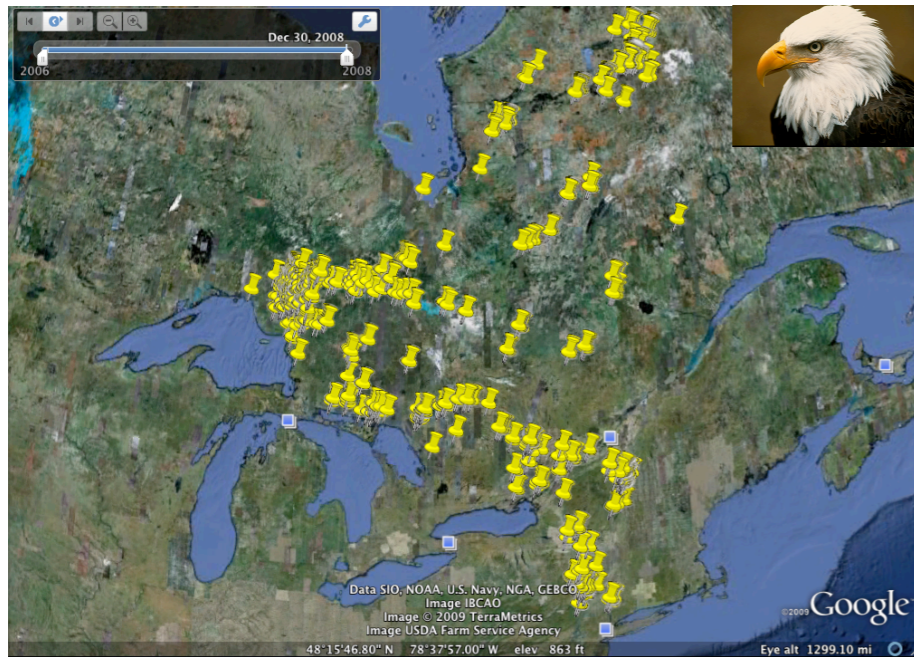 Dec 30, 2008
2006
2008
Data SIO, NOAA, U.S. Navy, NGA, GEBCO
Image IBCAO
Image © 2009 TerraMetrics
Image USDA Farm Service Agency
©2009 Google
48°15'46.80" N 78°37'57.00" W elev 863 ft
Eye alt 1299.10 mi